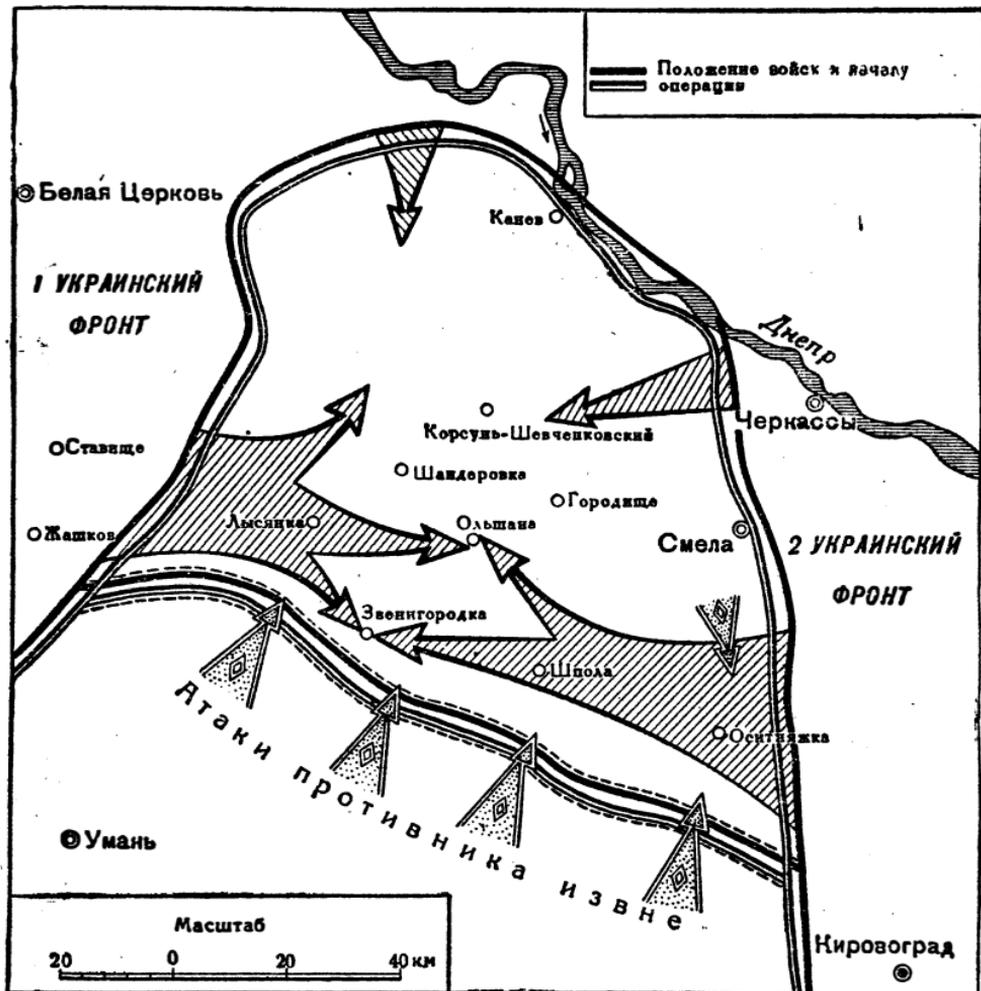 Положение войск к началу
операции
Белая Церковь
Канев
1 УКРАИНСКИЙ
ФРОНТ
Днепр
Черкассы
Корсунь-Шевченковский
Ставище
Шандеровка
Городище
Жашков
Лысянка
Ольшана
Смела
2 УКРАИНСКИЙ
ФРОНТ
Звенигородка
Шпола
Оситняжка
Атаки противника извне
Умань
Масштаб
20 0 20 40 км
Кировоград